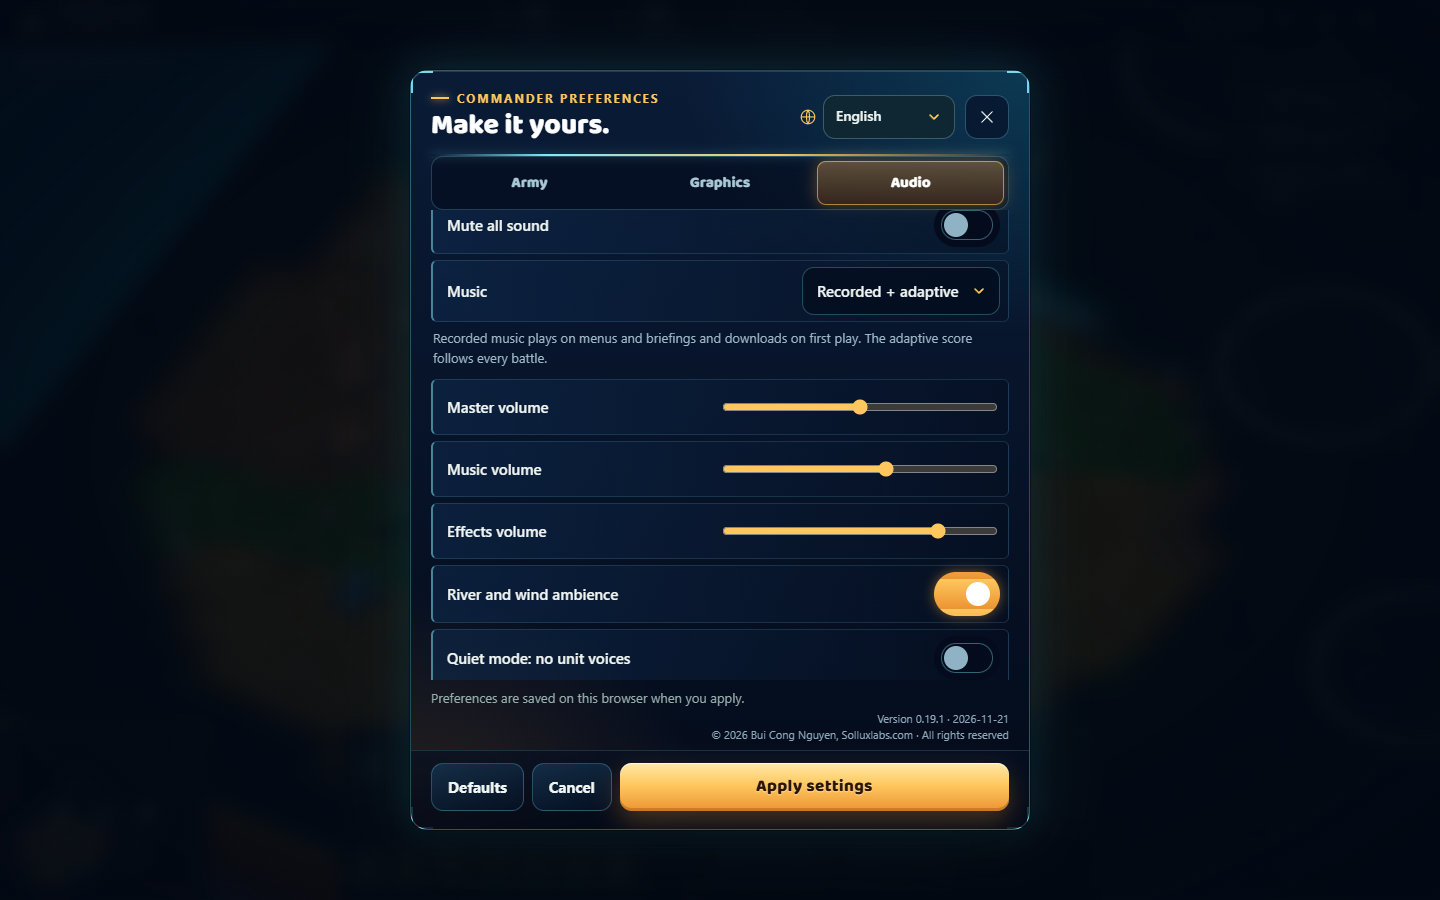 COMMANDER PREFERENCES
Make it yours.
English
Army
Graphics
Audio
Mute all sound
Music
Recorded + adaptive
Recorded music plays on menus and briefings and downloads on first play. The adaptive score
follows every battle.
Master volume
Music volume
Effects volume
River and wind ambience
Quiet mode: no unit voices
Preferences are saved on this browser when you apply.
Version 0.19.1 · 2026-11-21
© 2026 Bui Cong Nguyen, Solluxlabs.com · All rights reserved
Defaults
Cancel
Apply settings